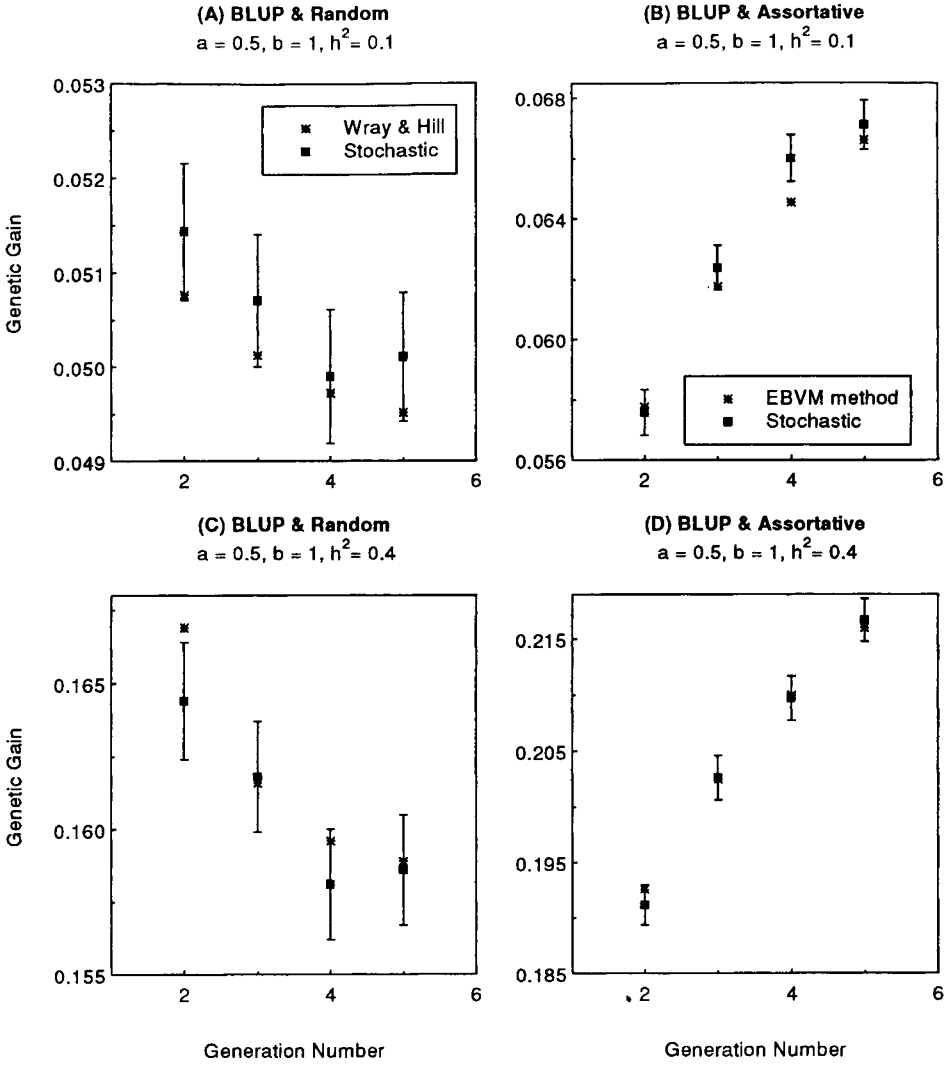 (A) BLUP & Random
a = 0.5, b = 1, h²= 0.1
(B) BLUP & Assortative
a = 0.5, b = 1, h²= 0.1
Genetic Gain
0.053
0.052
0.051
0.050
0.049
Wray & Hill
Stochastic
2
4
6
0.068
0.064
0.060
0.056
EBVM method
Stochastic
2
4
6
(C) BLUP & Random
a = 0.5, b = 1, h²= 0.4
(D) BLUP & Assortative
a = 0.5, b = 1, h²= 0.4
Genetic Gain
0.165
0.160
0.155
2
4
6
Generation Number
0.215
0.205
0.195
0.185
2
4
6
Generation Number